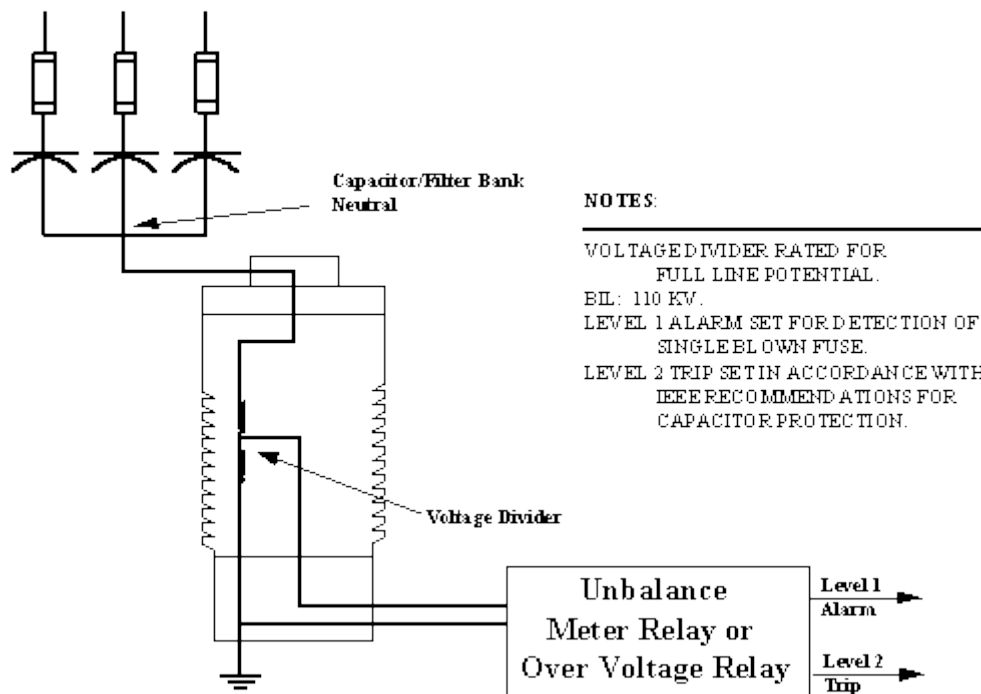 Capacitor/Filter Bank
Neutral
NOTES:
VOLTAGE DIVIDER RATED FOR
FULL LINE POTENTIAL.
BIL: 110 KV.
LEVEL 1 ALARM SET FOR DETECTION OF
SINGLE BLOWN FUSE.
LEVEL 2 TRIP SET IN ACCORDANCE WITH
IEEE RECOMMENDATIONS FOR
CAPACITOR PROTECTION.
Voltage Divider
Unbalance
Meter Relay or
Over Voltage Relay
Level 1
Alarm
Level 2
Trip